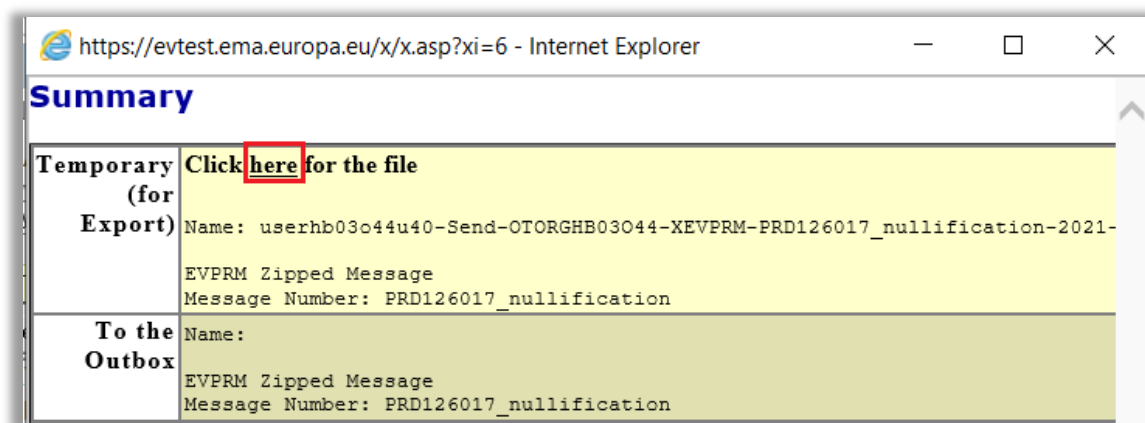 https://evtest.ema.europa.eu/x/x.asp?xi=6 - Internet Explorer
Summary
Temporary (for Export)
Click here for the file
Name: userhb03o44u40-Send-OTORGHB03O44-XEVPRM-PRD126017_nullification-2021-
EVPRM Zipped Message
Message Number: PRD126017_nullification
To the Outbox
Name:
EVPRM Zipped Message
Message Number: PRD126017_nullification